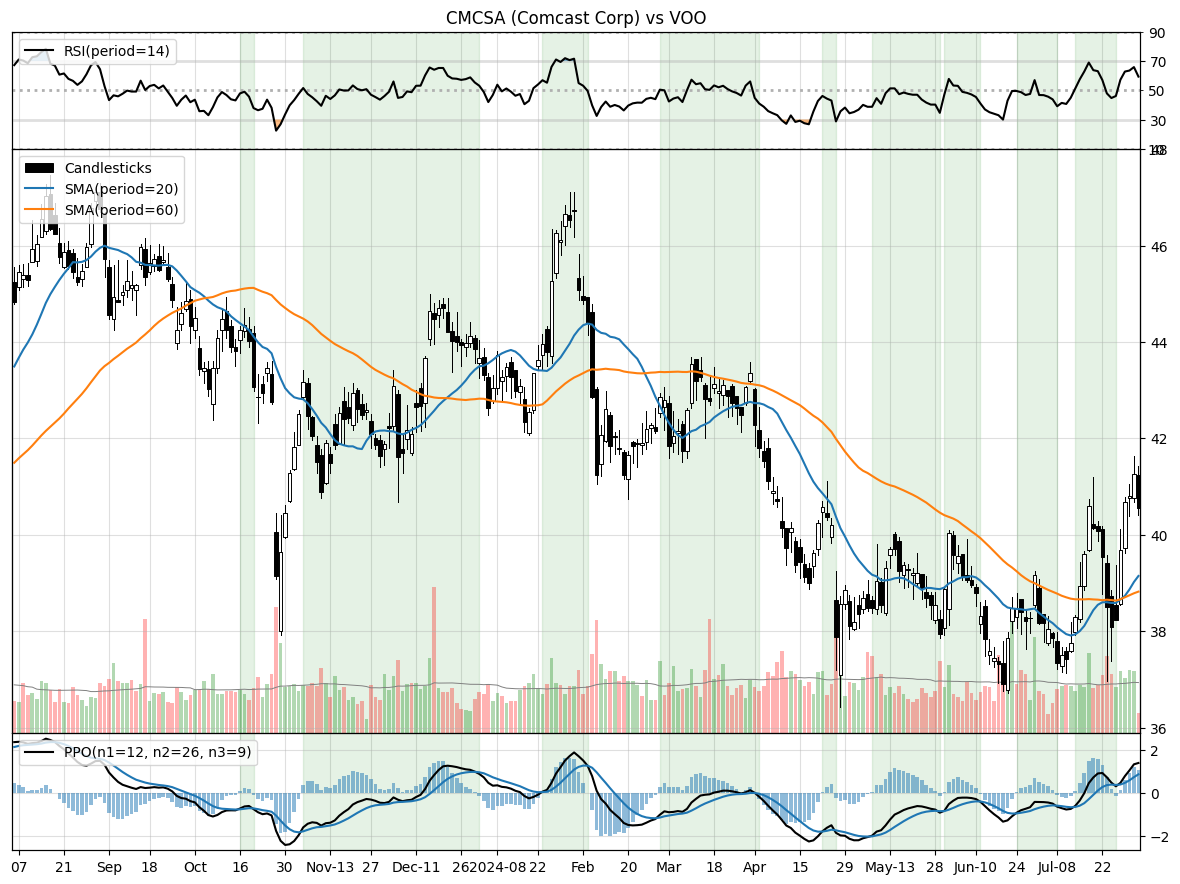 CMCSA (Comcast Corp) vs VOO
RSI(period=14)
90
70
50
30
10
48
Candlesticks
SMA(period=20)
SMA(period=60)
46
44
42
40
38
36
PPO(n1=12, n2=26, n3=9)
2
0
−2
07 21 Sep 18 Oct 16 30 Nov-13 27 Dec-11 26 2024-08 22 Feb 20 Mar 18 Apr 15 29 May-13 28 Jun-10 24 Jul-08 22